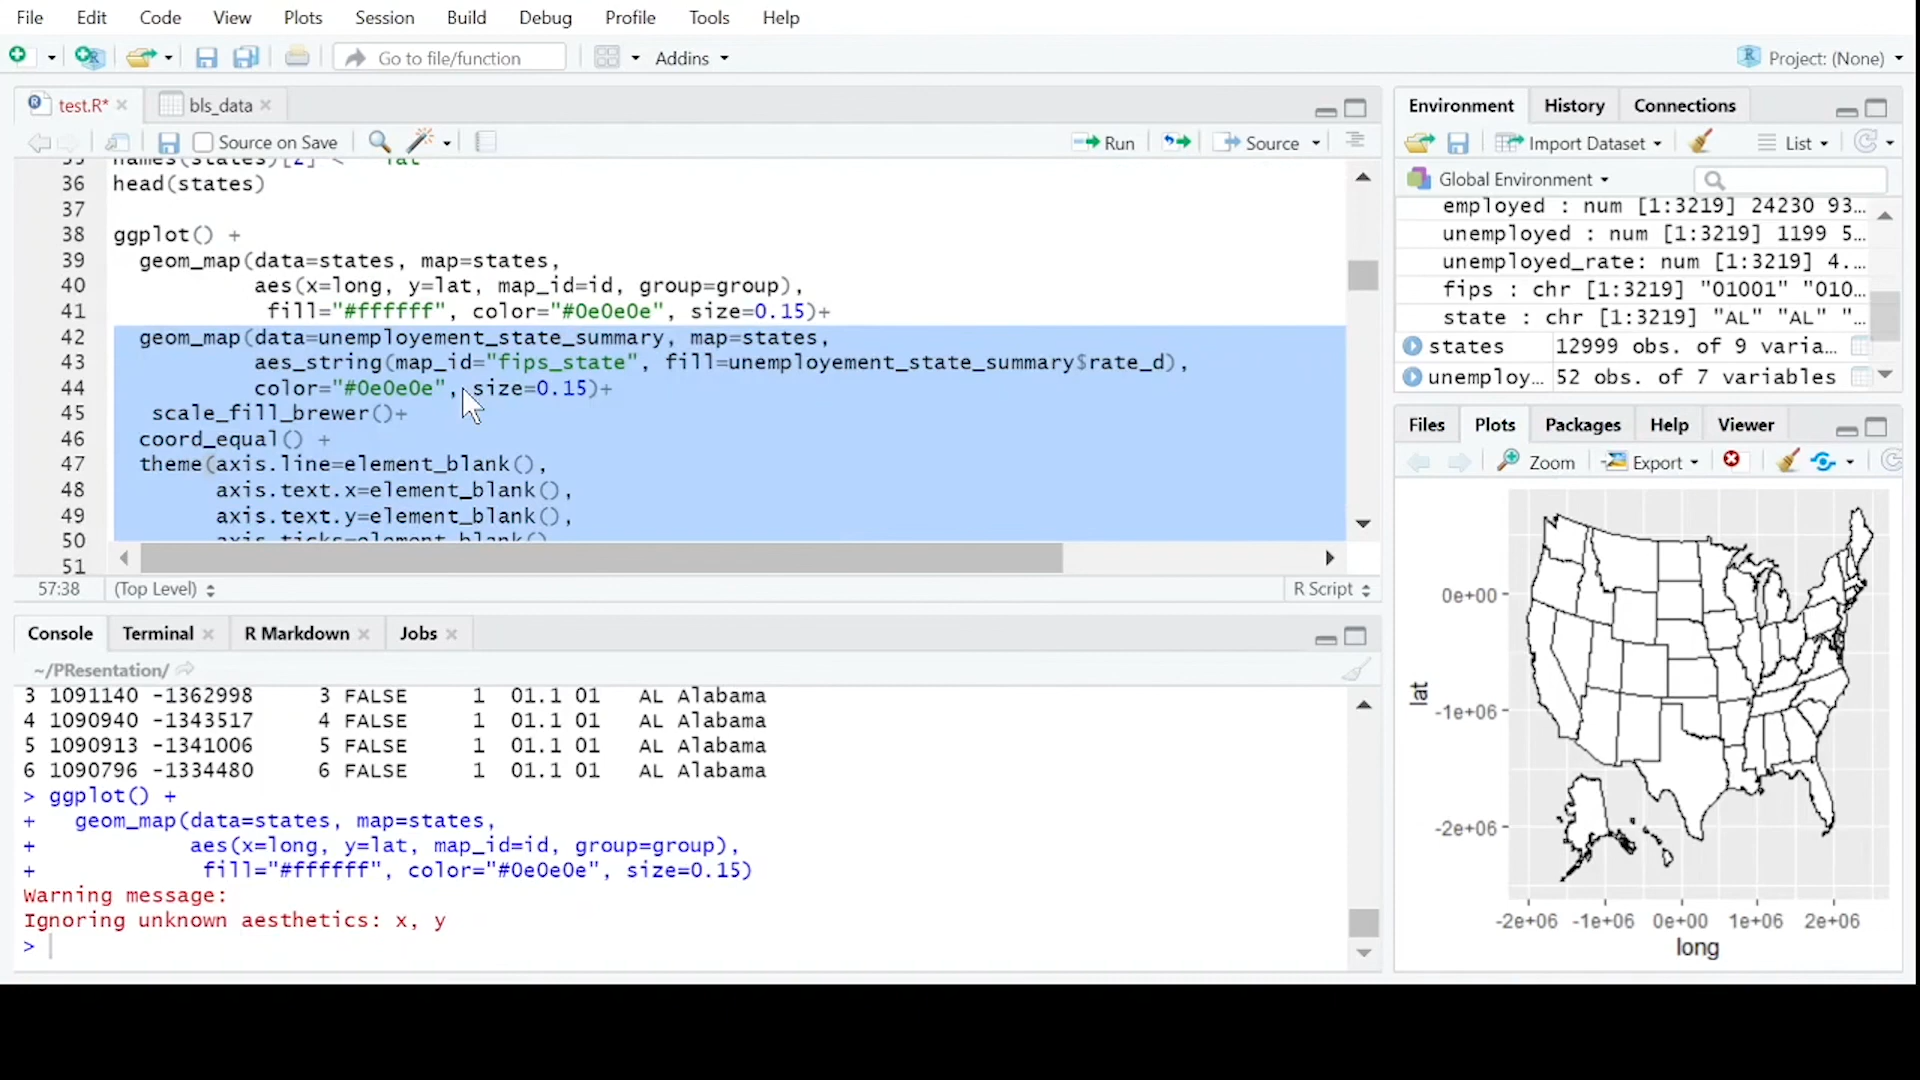 File Edit Code View Plots Session Build Debug Profile Tools Help
Go to file/function Addins Project: (None)
test.R* bls_data
Source on Save Run Source
36 head(states)
37
38 ggplot() +
39 geom_map(data=states, map=states,
40 aes(x=long, y=lat, map_id=id, group=group),
41 fill="#ffffff", color="#0e0e0e", size=0.15)+
42 geom_map(data=unemployement_state_summary, map=states,
43 aes_string(map_id="fips_state", fill=unemployement_state_summary$rate_d),
44 color="#0e0e0e", size=0.15)+
45 scale_fill_brewer()+
46 coord_equal() +
47 theme(axis.line=element_blank(),
48 axis.text.x=element_blank(),
49 axis.text.y=element_blank(),
50 axis.ticks=element_blank()
51
57:38 (Top Level) R Script
Console Terminal R Markdown Jobs
~/PResentation/
3 1091140 -1362998 3 FALSE 1 01.1 01 AL Alabama
4 1090940 -1343517 4 FALSE 1 01.1 01 AL Alabama
5 1090913 -1341006 5 FALSE 1 01.1 01 AL Alabama
6 1090796 -1334480 6 FALSE 1 01.1 01 AL Alabama
> ggplot() +
+ geom_map(data=states, map=states,
+ aes(x=long, y=lat, map_id=id, group=group),
+ fill="#ffffff", color="#0e0e0e", size=0.15)
Warning message:
Ignoring unknown aesthetics: x, y
>
Environment History Connections
Import Dataset List
Global Environment
employed : num [1:3219] 24230 93…
unemployed : num [1:3219] 1199 5…
unemployed_rate: num [1:3219] 4.…
fips : chr [1:3219] "01001" "010…
state : chr [1:3219] "AL" "AL" "…
states 12999 obs. of 9 varia…
unemploy… 52 obs. of 7 variables
Files Plots Packages Help Viewer
Zoom Export
0e+00
-1e+06
-2e+06
lat
-2e+06 -1e+06 0e+00 1e+06 2e+06
long